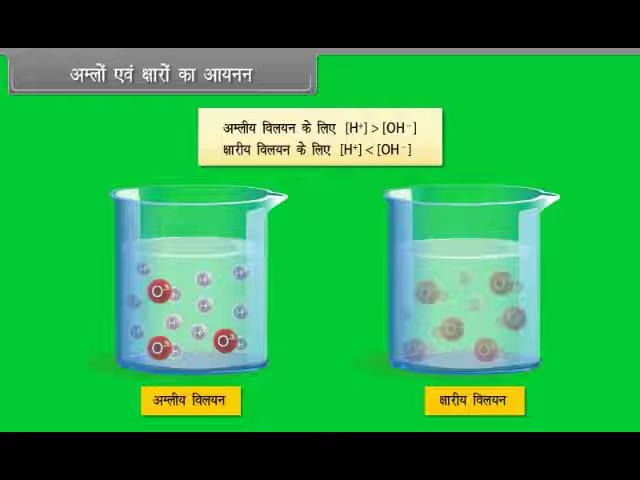 अम्लों एवं क्षारों का आयनन
अम्लीय विलयन के लिए [H⁺] > [OH⁻]
क्षारीय विलयन के लिए [H⁺] < [OH⁻]
अम्लीय विलयन
क्षारीय विलयन